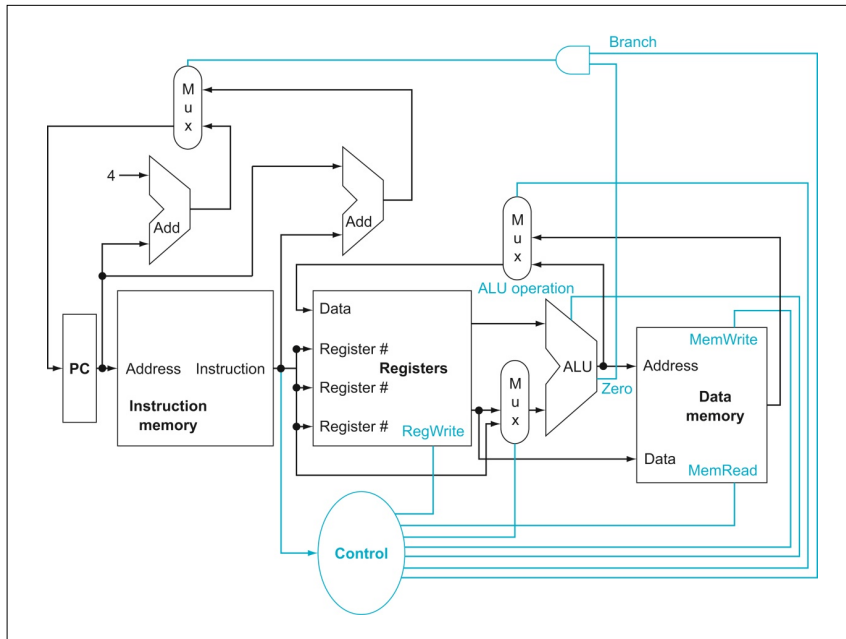 Branch
M
u
x
4
Add
Add
M
u
x
ALU operation
Data
PC
Address
Instruction
Instruction
memory
Register #
Register #
Register #
Registers
RegWrite
M
u
x
ALU
Zero
MemWrite
Address
Data
memory
Data
MemRead
Control